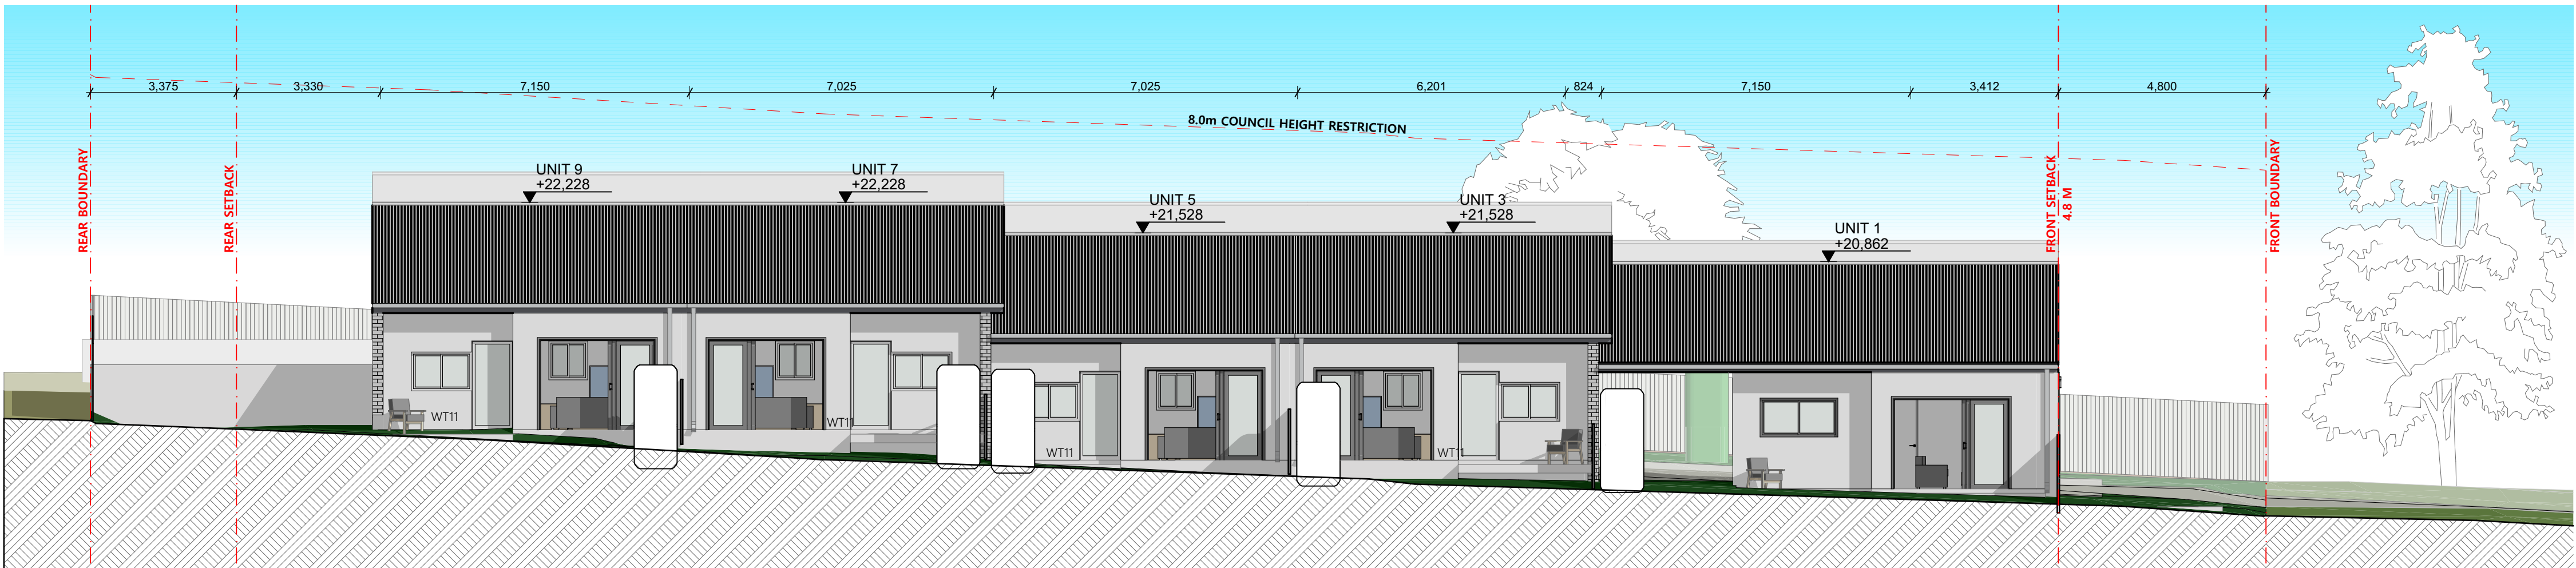 3,375
3,330
7,150
7,025
7,025
6,201
824
7,150
3,412
4,800
8.0m COUNCIL HEIGHT RESTRICTION
REAR BOUNDARY
REAR SETBACK
UNIT 9
+22,228
UNIT 7
+22,228
UNIT 5
+21,528
UNIT 3
+21,528
UNIT 1
+20,862
FRONT SETBACK
4.8 M
FRONT BOUNDARY
WT11
WT11
WT11
WT11